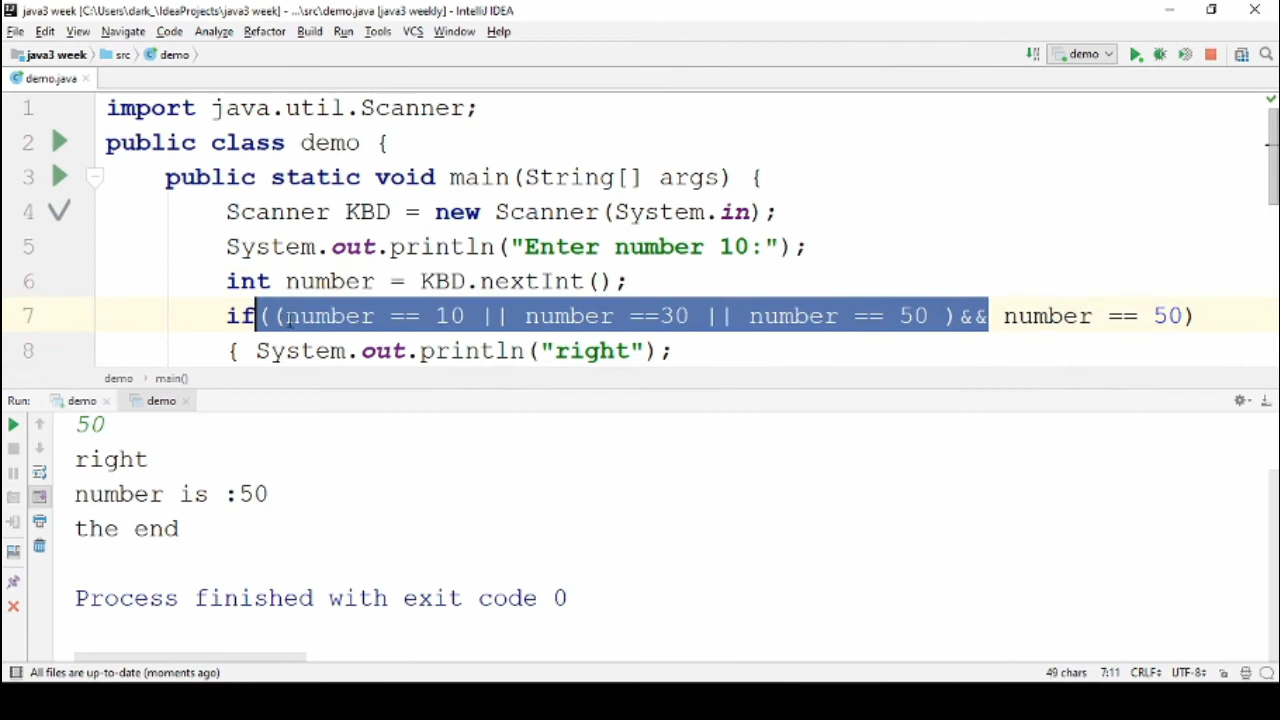 java3 week [C:\Users\dark_\IdeaProjects\java3 week] - ...\src\demo.java [java3 weekly] - IntelliJ IDEA
File Edit View Navigate Code Analyze Refactor Build Run Tools VCS Window Help
java3 week src demo demo
demo.java
1 import java.util.Scanner;
2 public class demo {
3 public static void main(String[] args) {
4 Scanner KBD = new Scanner(System.in);
5 System.out.println("Enter number 10:");
6 int number = KBD.nextInt();
7 if((number == 10 || number ==30 || number == 50 )&& number == 50)
8 { System.out.println("right");
demo main()
Run: demo demo
50
right
number is :50
the end
Process finished with exit code 0
All files are up-to-date (moments ago) 49 chars 7:11 CRLF UTF-8